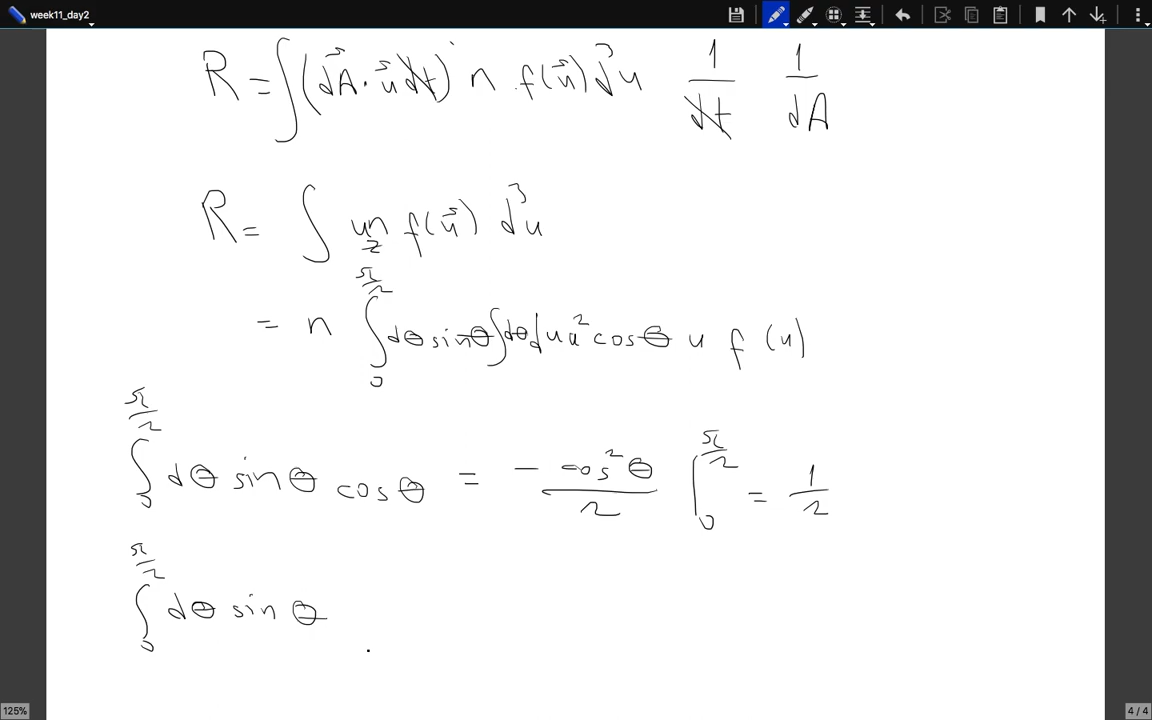 week11_day2
R = ∫ (dA⃗ · u⃗ dt) n f(u⃗) d³u 1/dt 1/dA
R = ∫ u_z n f(u⃗) d³u
= n ∫₀^{π/2} dθ sinθ ∫ dθ ∫ du u² cosθ u f(u)
∫₀^{π/2} dθ sinθ cosθ = - cos²θ/2 |₀^{π/2} = 1/2
∫₀^{π/2} dθ sinθ
125%
4 / 4